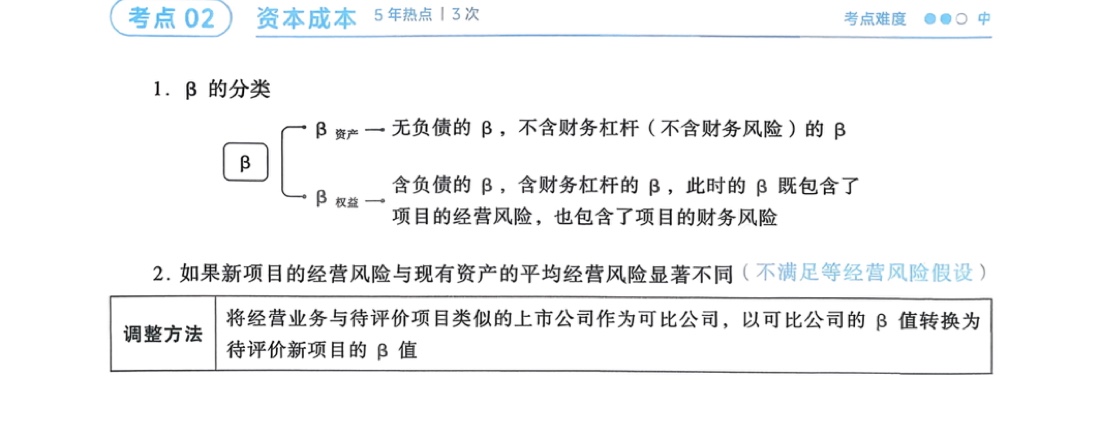 考点 02 资本成本 5年热点 | 3次 考点难度 中
1. β 的分类
β
β 资产 无负债的 β，不含财务杠杆（不含财务风险）的 β
β 权益 含负债的 β，含财务杠杆的 β，此时的 β 既包含了
项目的经营风险，也包含了项目的财务风险
2. 如果新项目的经营风险与现有资产的平均经营风险显著不同（不满足等经营风险假设）
调整方法
将经营业务与待评价项目类似的上市公司作为可比公司，以可比公司的 β 值转换为
待评价新项目的 β 值